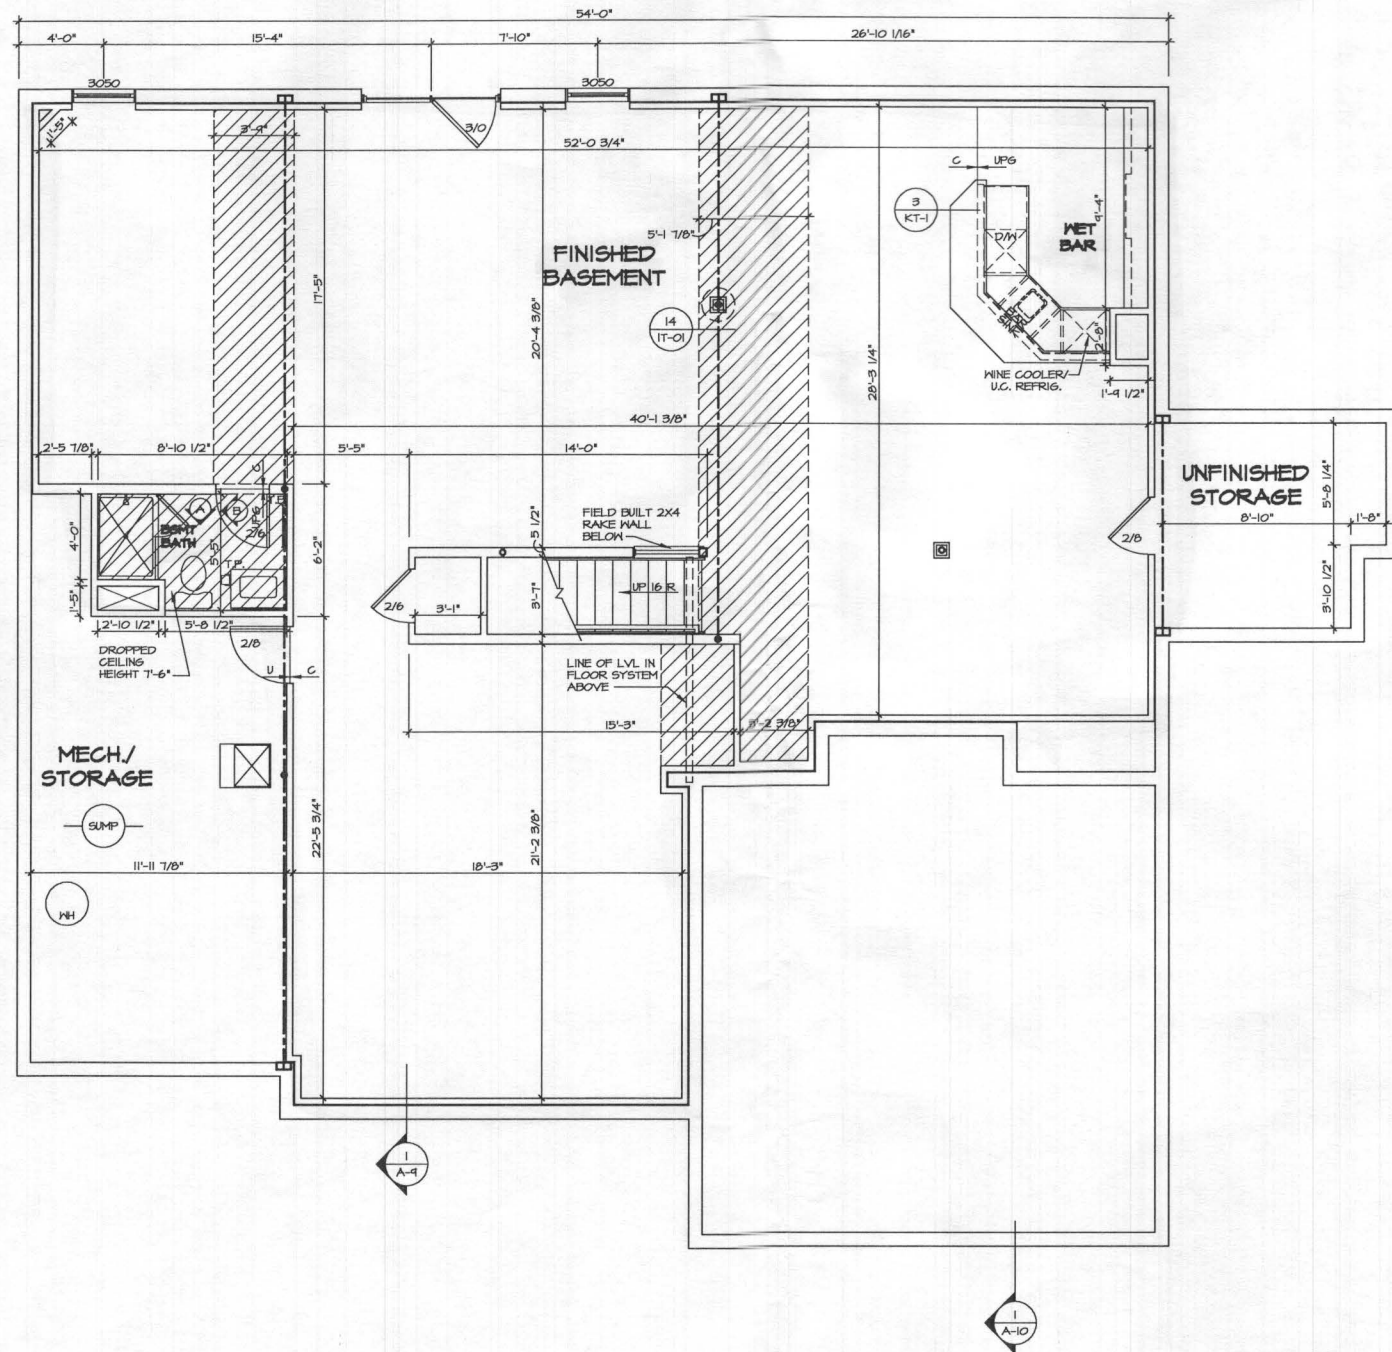 54'-0"
4'-0"
15'-4"
7'-10"
26'-10 1/16"
3050
3050
1'-5"
3'-9"
3/0
52'-0 3/4"
C
UPG
3
KT-1
9'-4"
D/W
WET
BAR
5'-1 7/8"
FINISHED
BASEMENT
17'-5"
20'-4 3/8"
14
IT-01
BAR
SINK
2'-8"
28'-3 1/4"
WINE COOLER/
U.C. REFRIG.
1'-9 1/2"
40'-1 3/8"
2'-5 7/8"
8'-10 1/2"
5'-5"
14'-0"
UNFINISHED
STORAGE
5'-8 1/4"
8'-10"
1'-8"
2/8
3'-10 1/2"
A
B
UPG
2/6
BSMT
BATH
4'-0"
5'-5"
6'-2"
T.P.
1'-5"
FIELD BUILT 2X4
RAKE WALL
BELOW
5 1/2"
3'-7"
UP 16 R
2/6
3'-1"
2'-10 1/2"
5'-8 1/2"
2/8
U
C
DROPPED
CEILING
HEIGHT 7'-6"
LINE OF LVL IN
FLOOR SYSTEM
ABOVE
15'-3"
3'-2 3/8"
MECH./
STORAGE
SUMP
22'-5 3/4"
21'-2 3/8"
11'-11 7/8"
18'-3"
WH
1
A-9
1
A-10